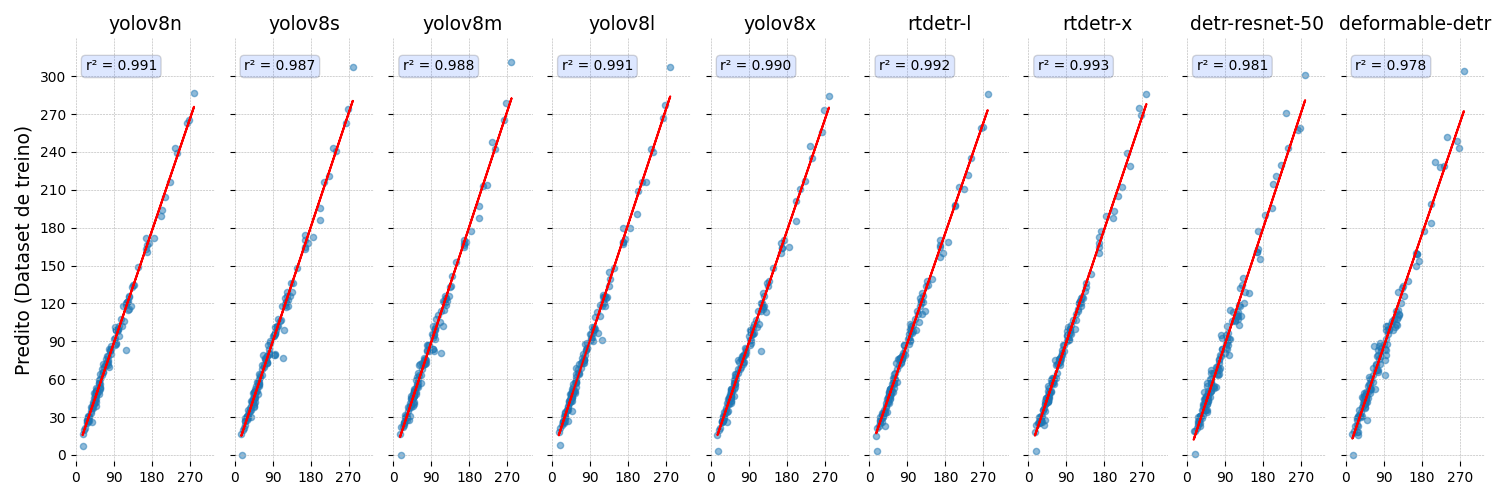 yolov8n yolov8s yolov8m yolov8l yolov8x rtdetr-l rtdetr-x detr-resnet-50 deformable-detr
r² = 0.991 r² = 0.987 r² = 0.988 r² = 0.991 r² = 0.990 r² = 0.992 r² = 0.993 r² = 0.981 r² = 0.978
Predito (Dataset de treino)
300
270
240
210
180
150
120
90
60
30
0
0 90 180 270 0 90 180 270 0 90 180 270 0 90 180 270 0 90 180 270 0 90 180 270 0 90 180 270 0 90 180 270 0 90 180 270